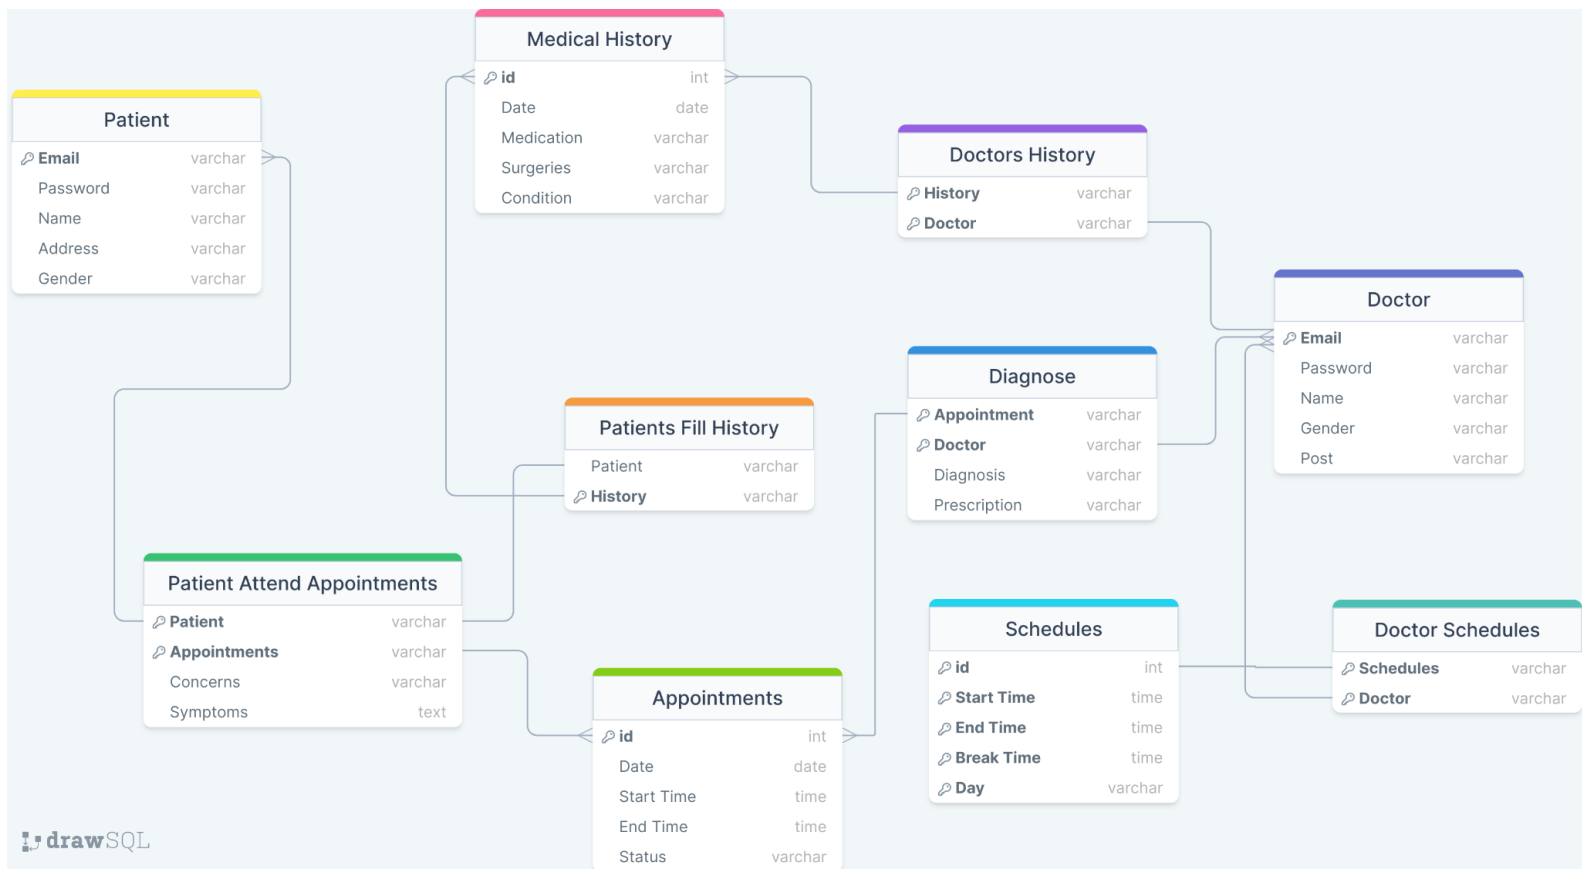 Medical History
id int
Date date
Medication varchar
Surgeries varchar
Condition varchar
Patient
Email varchar
Password varchar
Name varchar
Address varchar
Gender varchar
Doctors History
History varchar
Doctor varchar
Doctor
Email varchar
Password varchar
Name varchar
Gender varchar
Post varchar
Diagnose
Appointment varchar
Doctor varchar
Diagnosis varchar
Prescription varchar
Patients Fill History
Patient varchar
History varchar
Patient Attend Appointments
Patient varchar
Appointments varchar
Concerns varchar
Symptoms text
Appointments
id int
Date date
Start Time time
End Time time
Status varchar
Schedules
id int
Start Time time
End Time time
Break Time time
Day varchar
Doctor Schedules
Schedules varchar
Doctor varchar
drawSQL